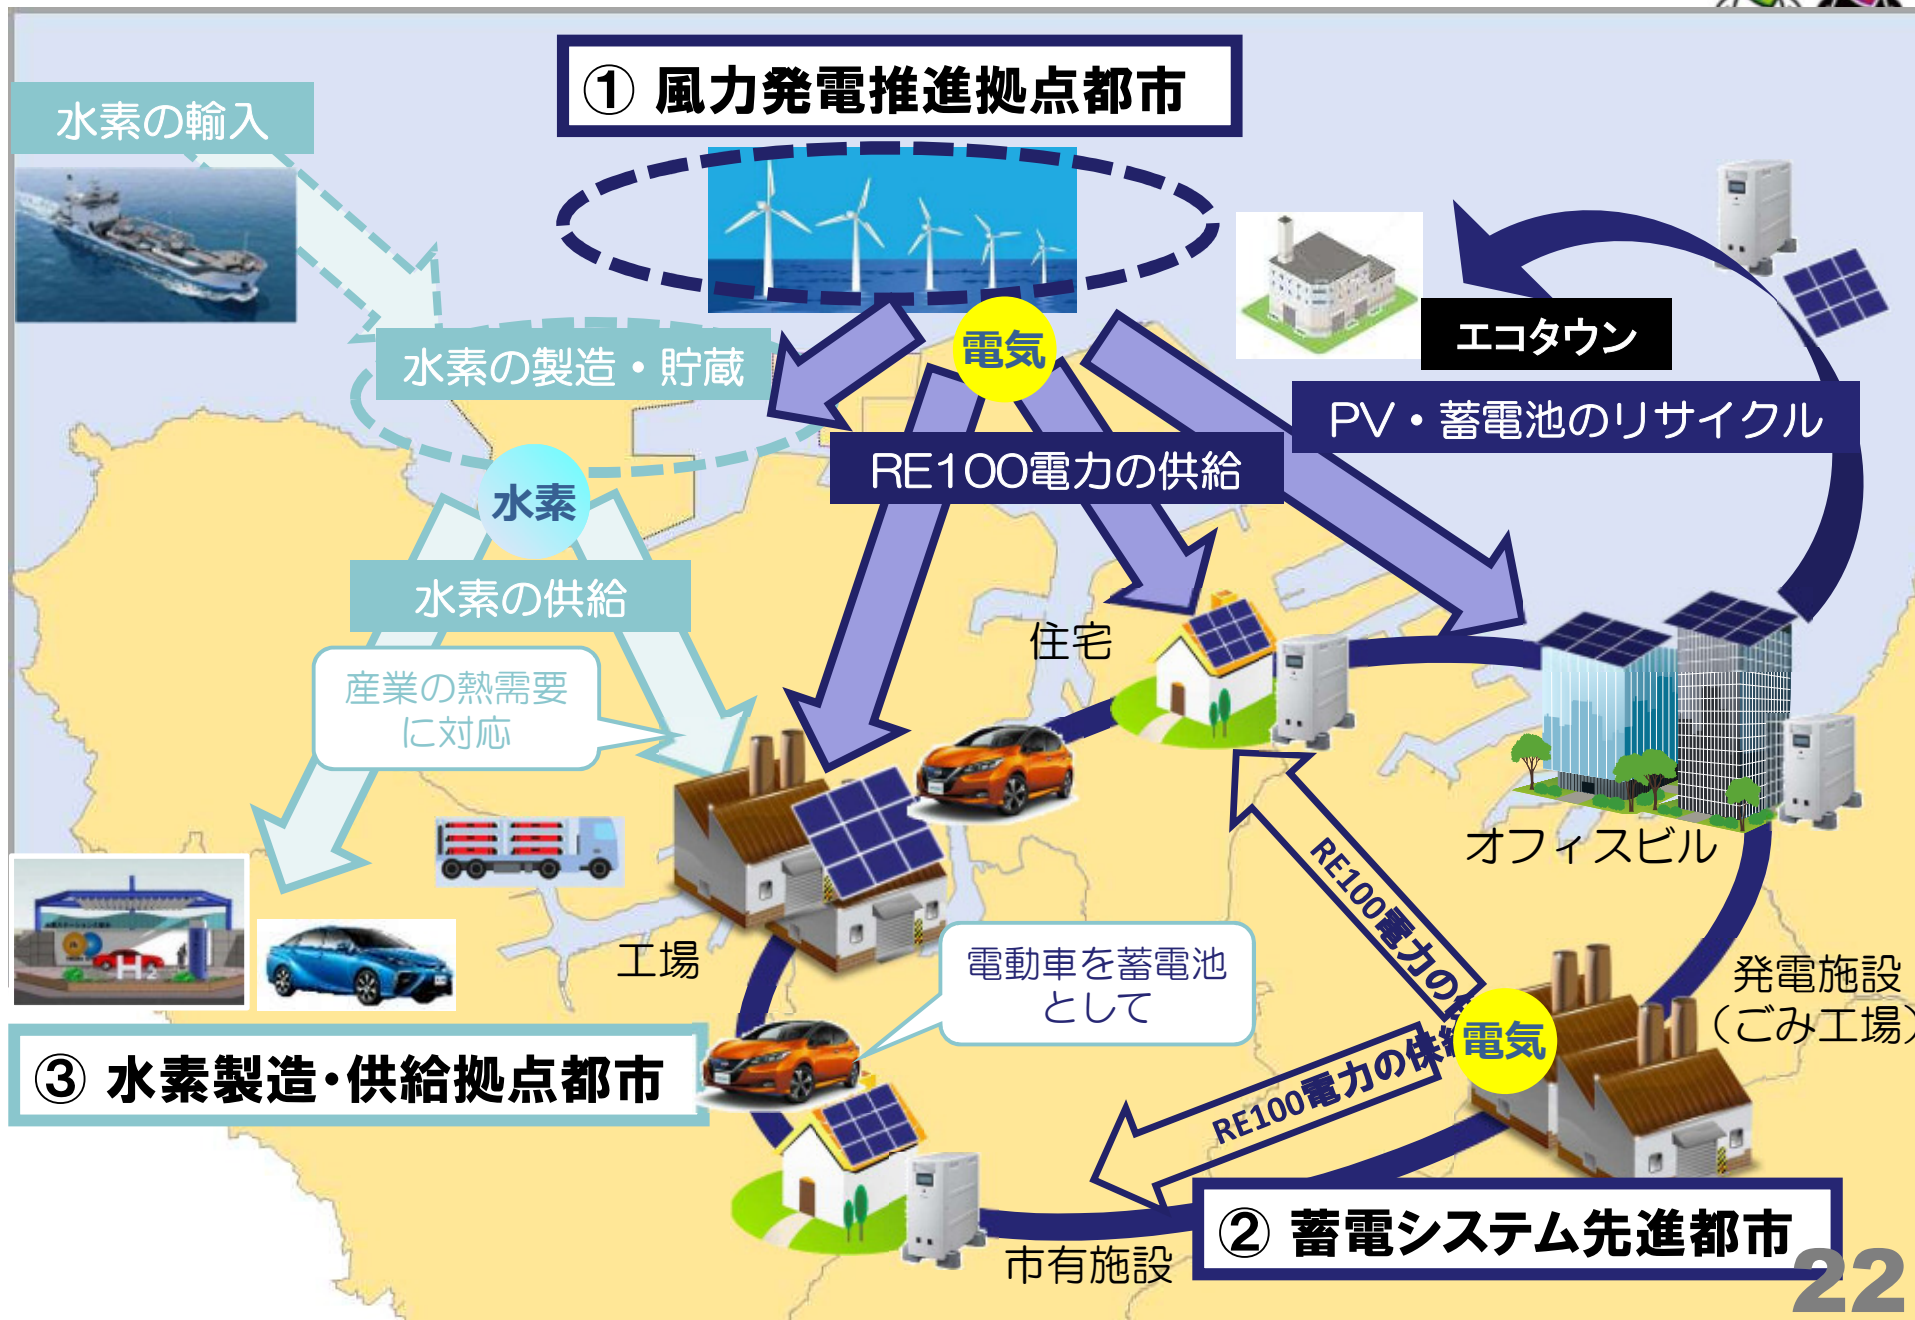 ① 風力発電推進拠点都市
水素の輸入
電気
エコタウン
水素の製造・貯蔵
PV・蓄電池のリサイクル
RE100電力の供給
水素
水素の供給
住宅
産業の熱需要
に対応
オフィスビル
RE100電力の
工場
H2
電動車を蓄電池
として
発電施設
（ごみ工場）
電気
RE100電力の供
③ 水素製造・供給拠点都市
② 蓄電システム先進都市
市有施設
22